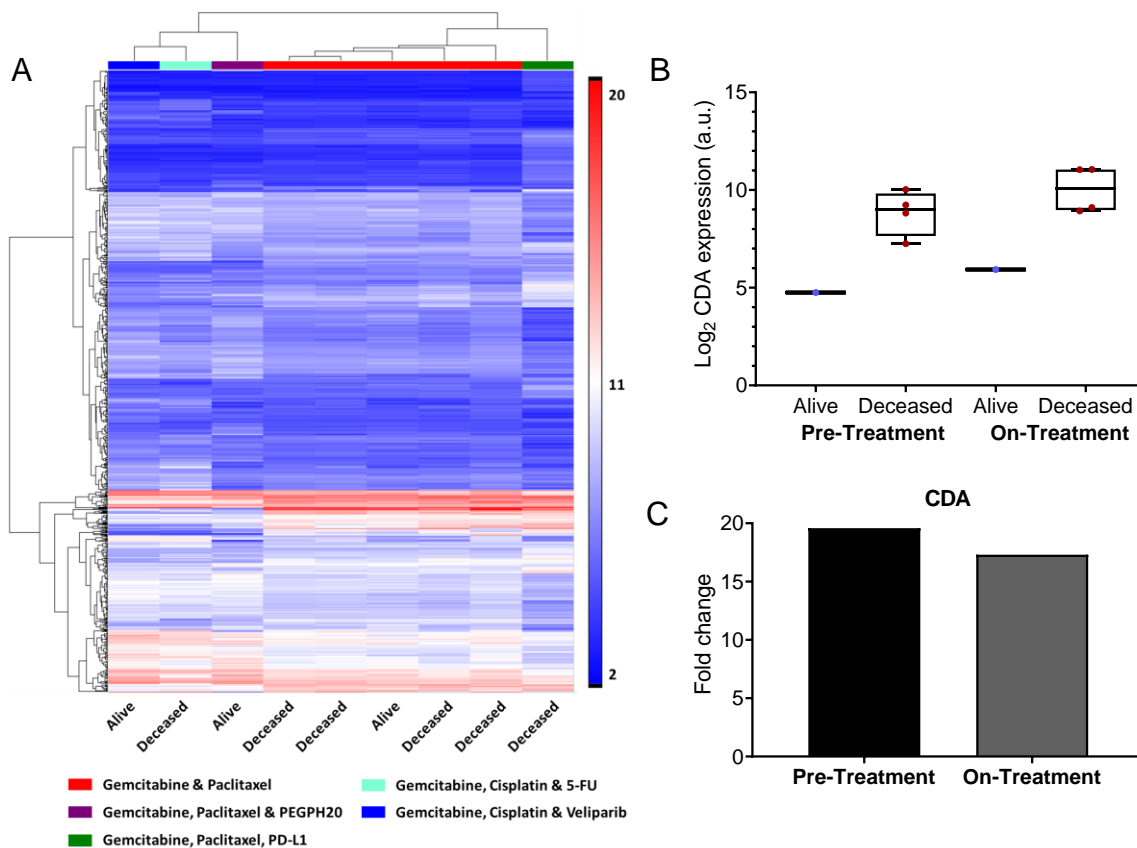 A
20
11
2
Alive
Deceased
Alive
Deceased
Deceased
Alive
Deceased
Deceased
Deceased
Gemcitabine & Paclitaxel
Gemcitabine, Paclitaxel & PEGPH20
Gemcitabine, Paclitaxel, PD-L1
Gemcitabine, Cisplatin & 5-FU
Gemcitabine, Cisplatin & Veliparib
B
Log2 CDA expression (a.u.)
15
10
5
0
Alive Deceased Alive Deceased
Pre-Treatment On-Treatment
C
CDA
Fold change
20
15
10
5
0
Pre-Treatment On-Treatment